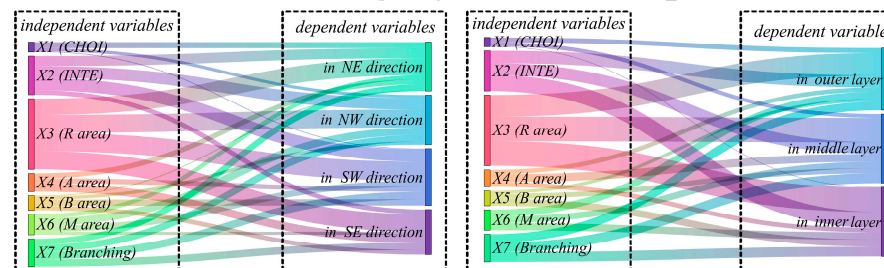 independent variables
X1 (CHOI)
X2 (INTE)
X3 (R area)
X4 (A area)
X5 (B area)
X6 (M area)
X7 (Branching)
dependent variables
in NE direction
in NW direction
in SW direction
in SE direction
independent variables
X1 (CHOI)
X2 (INTE)
X3 (R area)
X4 (A area)
X5 (B area)
X6 (M area)
X7 (Branching)
dependent variable
in outer layer
in middle layer
in inner layer